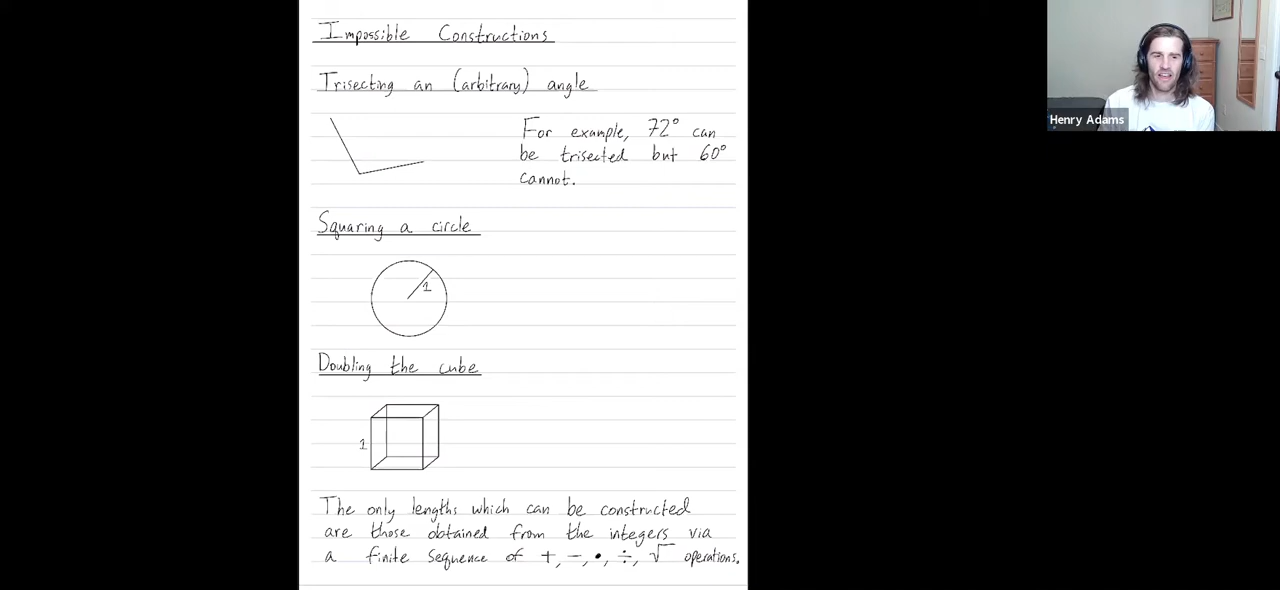 Impossible Constructions
Trisecting an (arbitrary) angle
For example, 72° can
be trisected but 60°
cannot.
Squaring a circle
1
Doubling the cube
1
The only lengths which can be constructed
are those obtained from the integers via
a finite sequence of +, −, •, ÷, √ operations.
Henry Adams